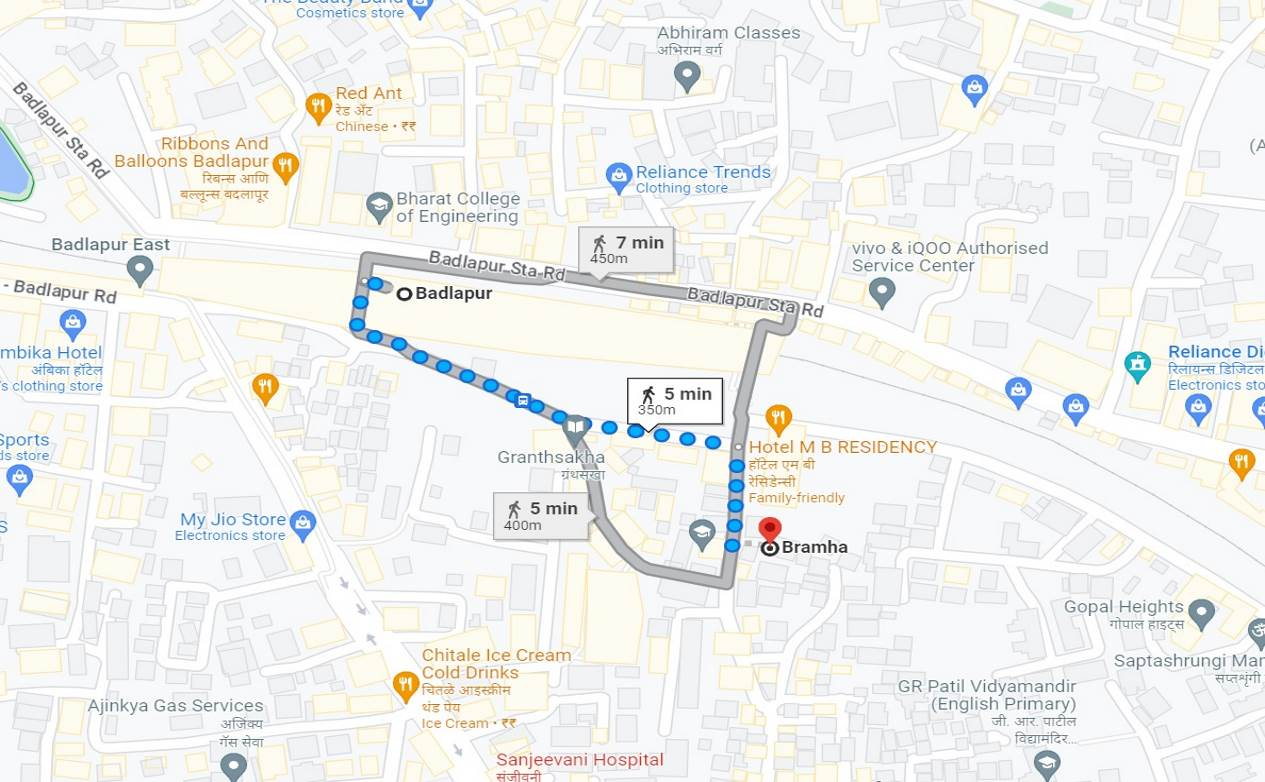 The Beauty Band
Cosmetics store
Abhiram Classes
अभिराम वर्ग
Badlapur Sta Rd
Red Ant
रेड अँट
Chinese • ₹₹
Ribbons And
Balloons Badlapur
रिबन्स आणि
बल्लून्स बदलापूर
Reliance Trends
Clothing store
Bharat College
of Engineering
Badlapur East
7 min
450m
Badlapur Sta Rd
vivo & iQOO Authorised
Service Center
- Badlapur Rd
Badlapur
Badlapur Sta Rd
mbika Hotel
अंबिका हॉटेल
's clothing store
Reliance Di
रिलायन्स डिजिटल
Electronics sto
5 min
350m
Sports
ds store
Granthsakha
ग्रंथसखा
Hotel M B RESIDENCY
हॉटेल एम बी
रेसिडेन्सी
Family-friendly
5 min
400m
My Jio Store
Electronics store
S
Bramha
Gopal Heights
गोपाल हाइट्स
Saptashrungi Mar
सप्तशृंगी
Chitale Ice Cream
Cold Drinks
चितळे आइस्क्रीम
थंड पेय
Ice Cream • ₹₹
GR Patil Vidyamandir
(English Primary)
जी. आर. पाटील
विद्यामंदिर...
Ajinkya Gas Services
अजिंक्य
गॅस सेवा
Sanjeevani Hospital
संजीवनी